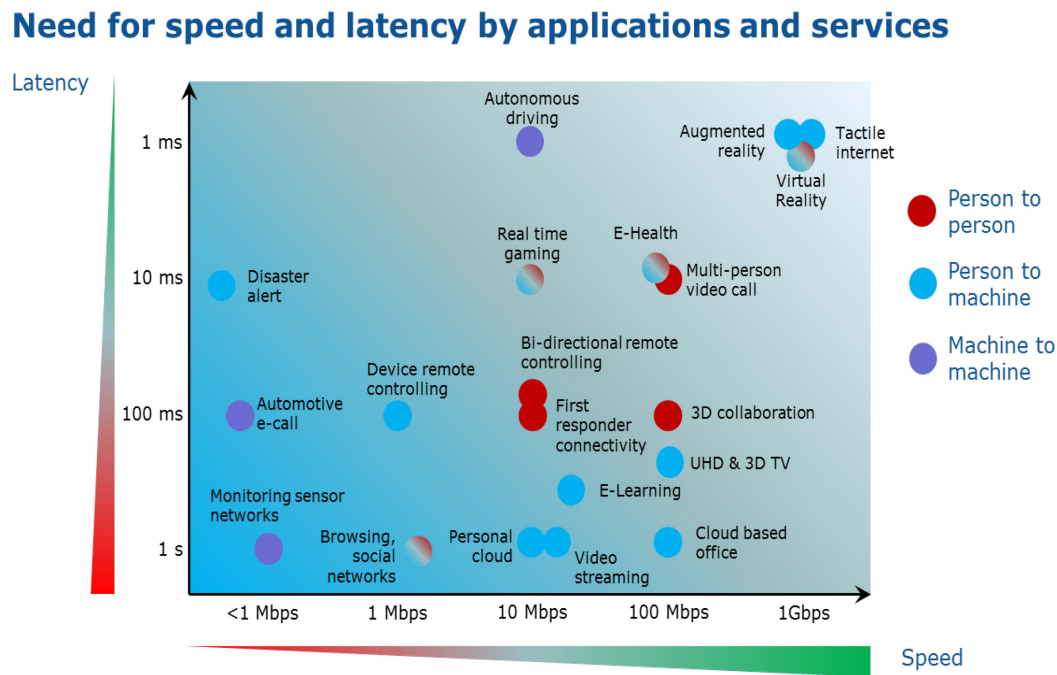 Need for speed and latency by applications and services
Latency
Autonomous
driving
1 ms
Augmented
reality
Tactile
internet
Virtual
Reality
Person to
person
Real time
gaming
E-Health
10 ms
Disaster
alert
Multi-person
video call
Person to
machine
Bi-directional remote
controlling
Machine to
machine
Device remote
controlling
100 ms
Automotive
e-call
First
responder
connectivity
3D collaboration
UHD & 3D TV
E-Learning
Monitoring sensor
networks
1 s
Browsing,
social
networks
Personal
cloud
Video
streaming
Cloud based
office
<1 Mbps
1 Mbps
10 Mbps
100 Mbps
1Gbps
Speed